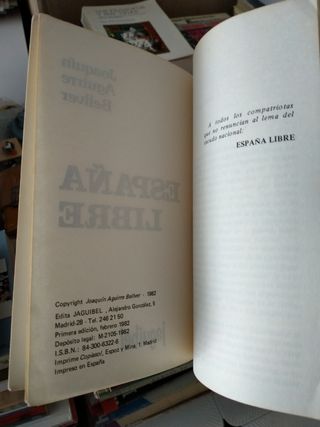 Joaquín
Aguirre
Bellver
ESPAÑA
LIBRE
Copyright Joaquín Aguirre Bellver - 1982
Edita JAGUIBEL, Alejandro González, 5
Madrid-28 - Tel. 246 21 50
Primera edición, febrero 1982
Depósito legal: M-2105-1982
I.S.B.N.: 84-300-6322-6
Imprime Copiasol, Espoz y Mina, 1. Madrid
Impreso en España
A todos los compatriotas
que no renuncian al lema del
escudo nacional:
ESPAÑA LIBRE